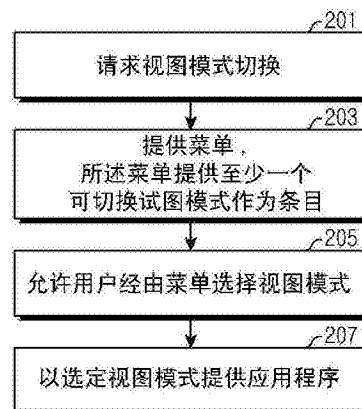 201
请求视图模式切换
203
提供菜单,
所述菜单提供至少一个
可切换试图模式作为条目
205
允许用户经由菜单选择视图模式
207
以选定视图模式提供应用程序